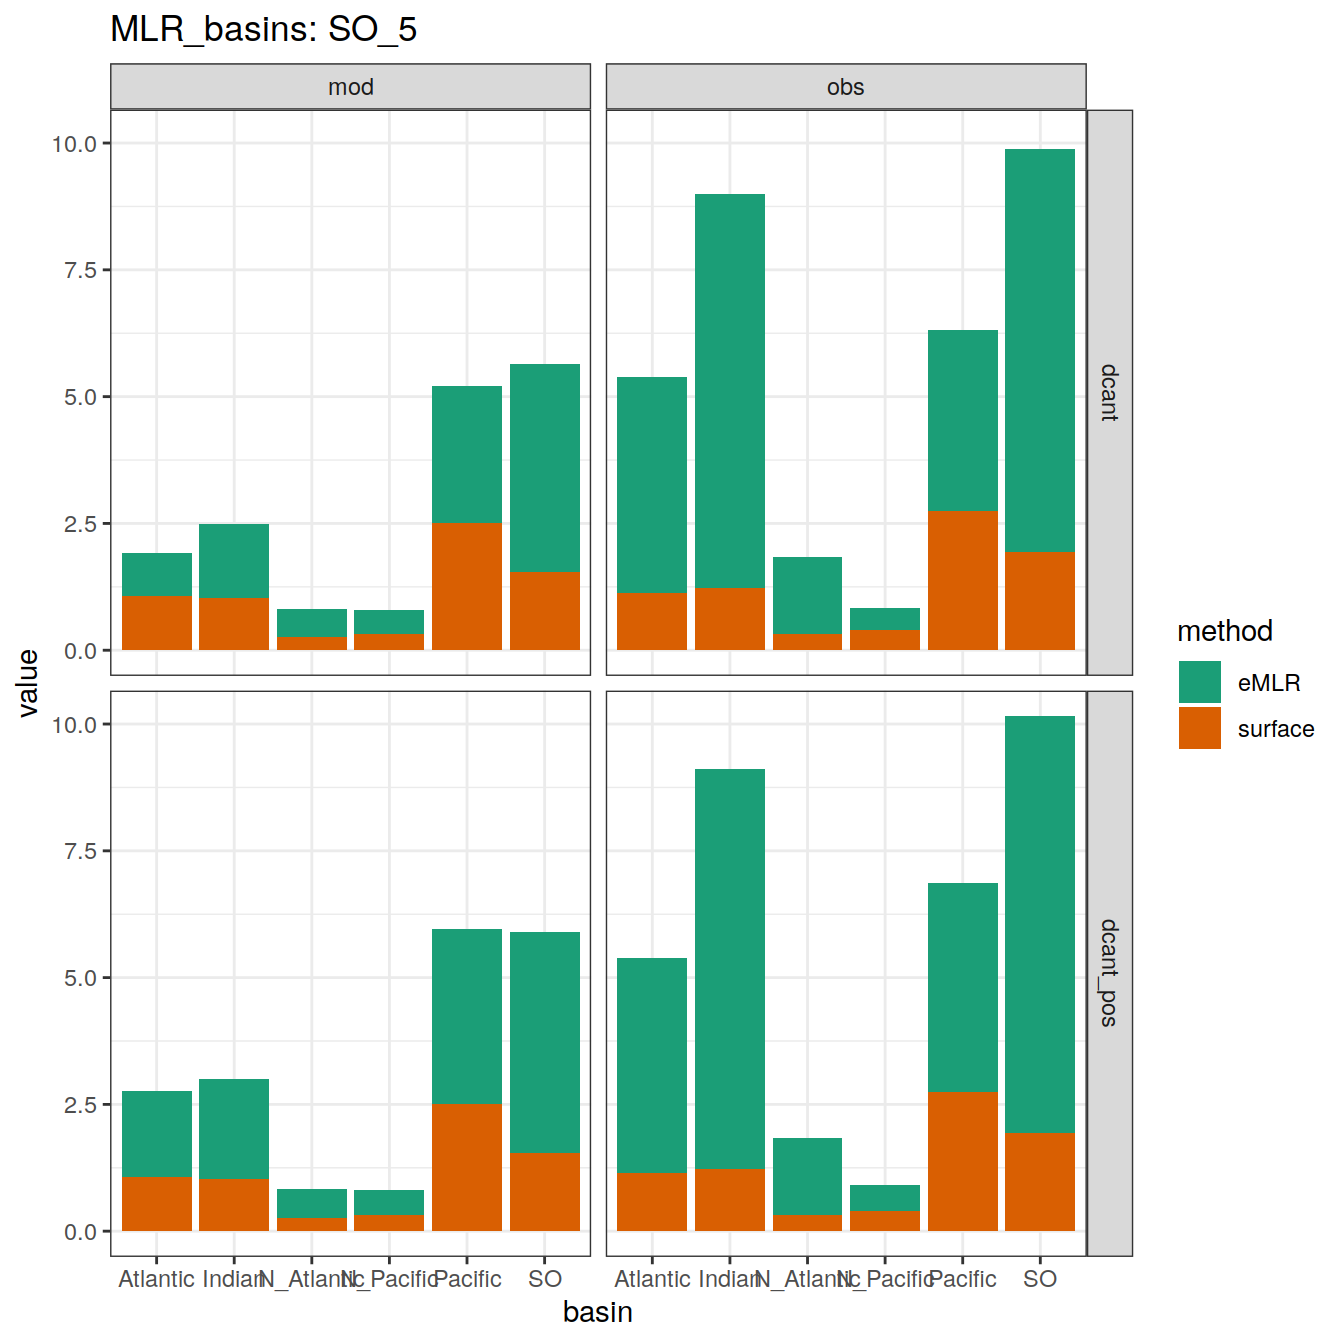 MLR_basins: SO_5
mod
obs
10.0
7.5
5.0
2.5
0.0
dcant
10.0
7.5
5.0
2.5
0.0
dcant_pos
value
Atlantic Indian N_Atlantic N_Pacific Pacific SO
Atlantic Indian N_Atlantic N_Pacific Pacific SO
basin
method
eMLR
surface